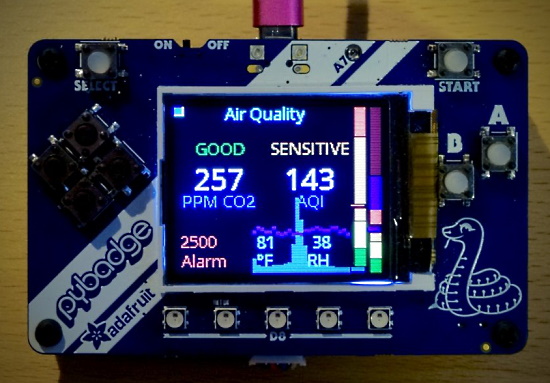 ON OFF
A7
SELECT
START
Air Quality
A
B
GOOD SENSITIVE
257 143
PPM CO2 AQI
2500 81 38
Alarm °F RH
pybadge
adafruit
D8